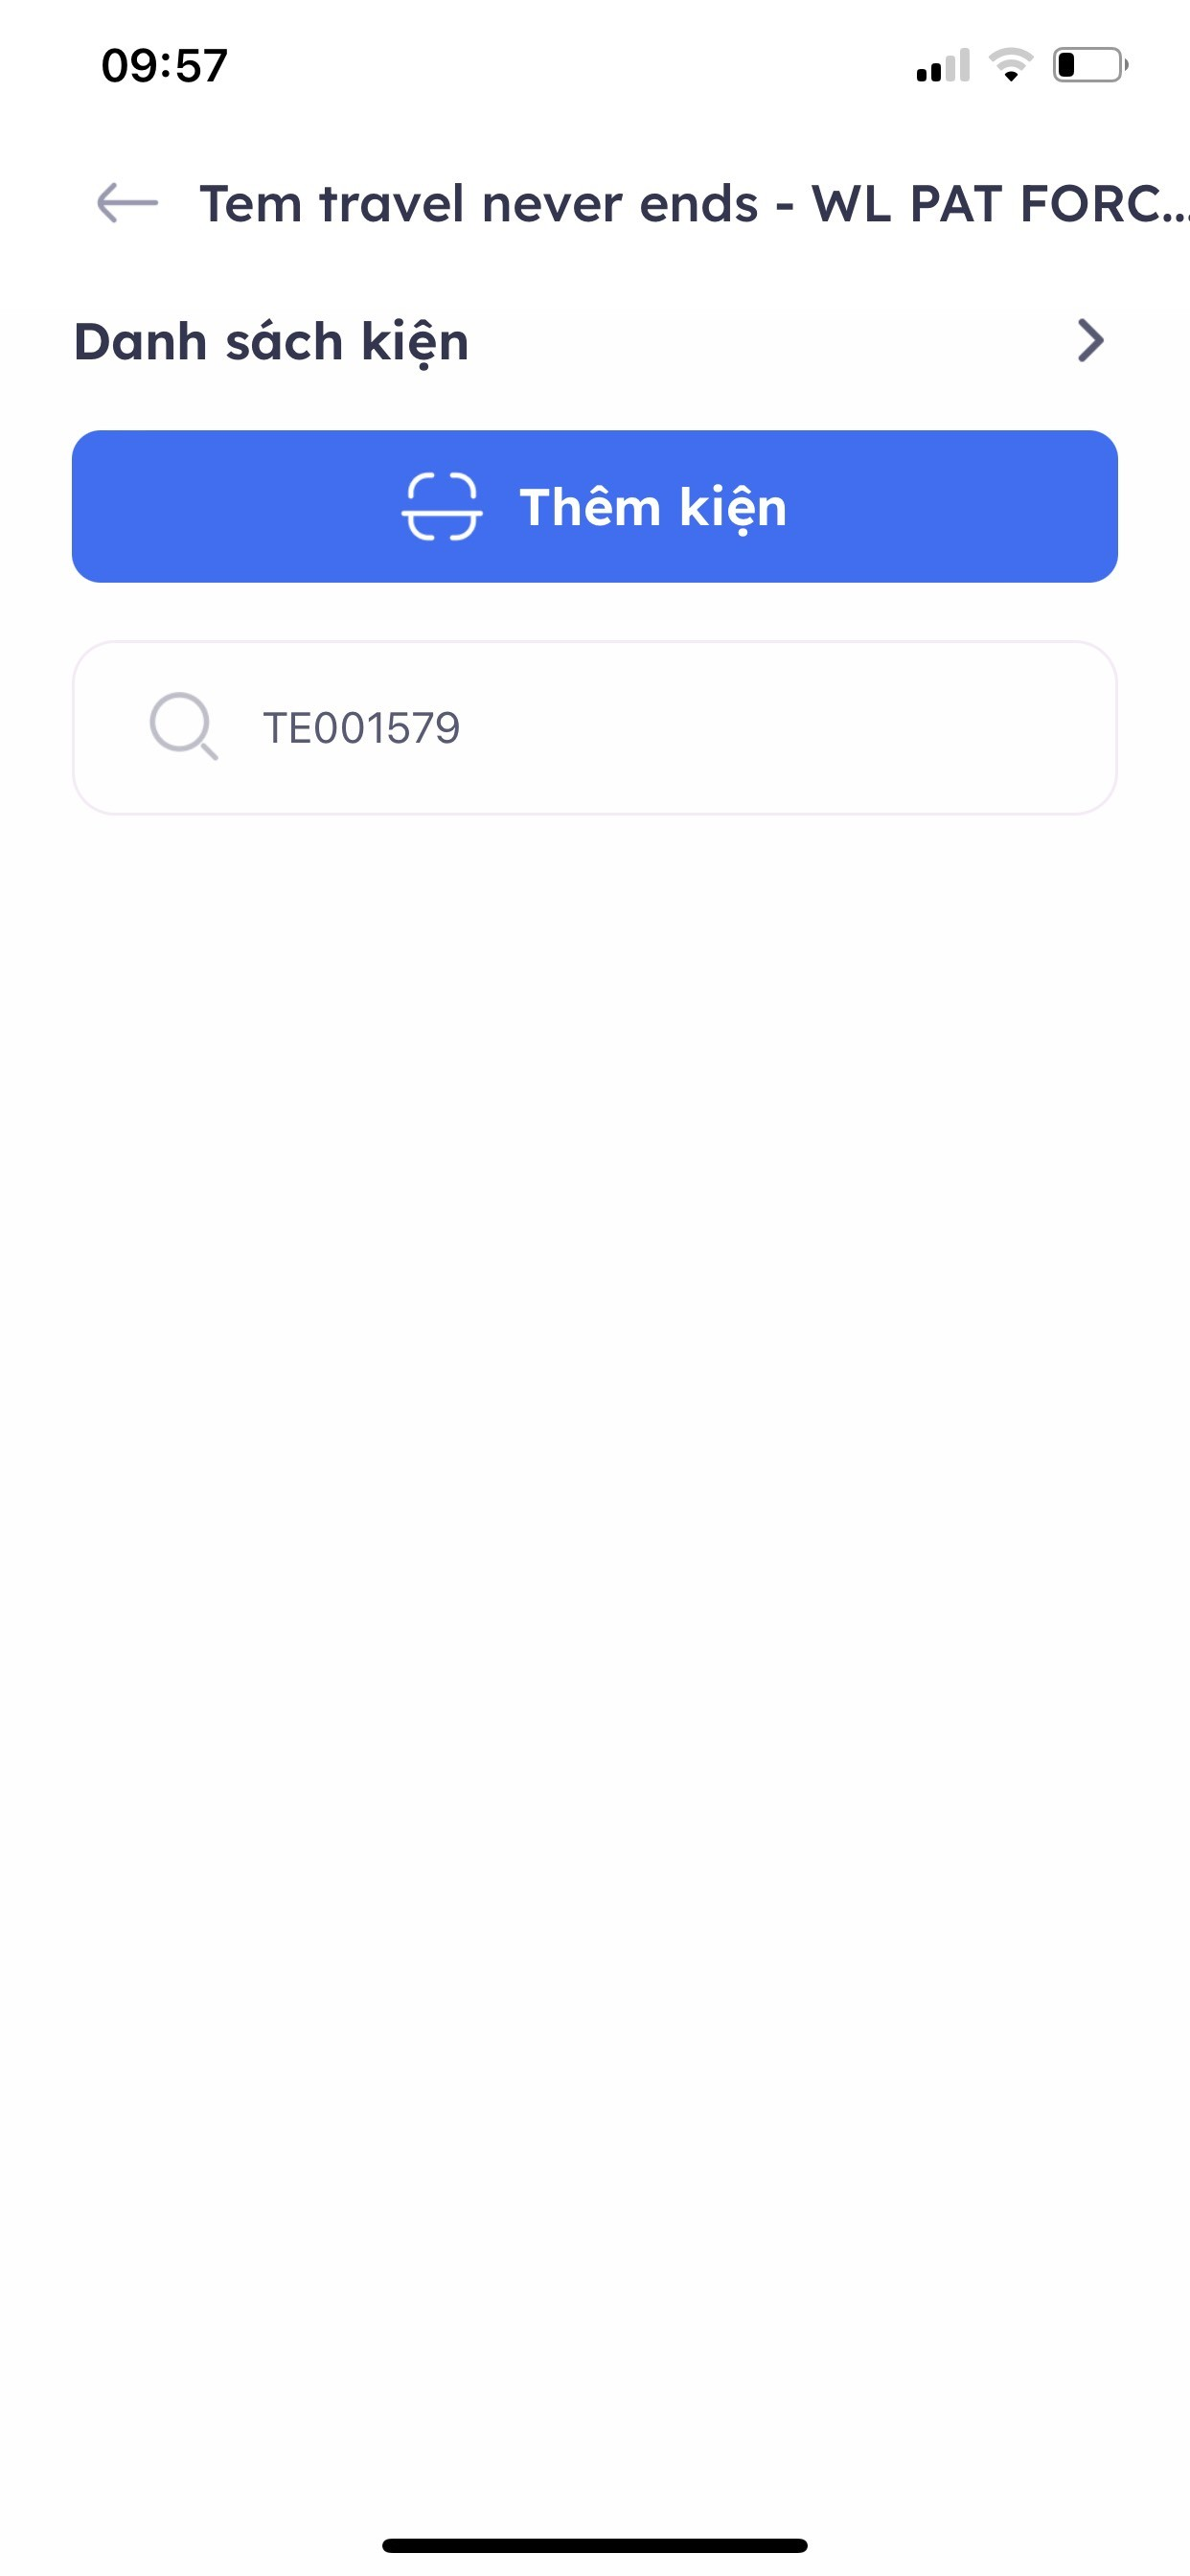 09:57
Tem travel never ends - WL PAT FORC...
Danh sách kiện
Thêm kiện
TE001579